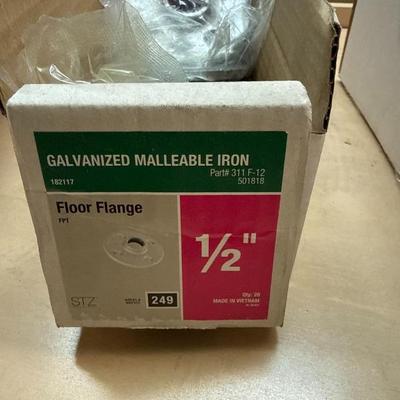 GALVANIZED MALLEABLE IRON
Part# 311 F-12
182117
501818
Floor Flange
FPT
1/2"
STZ
249
Qty: 20
MADE IN VIETNAM